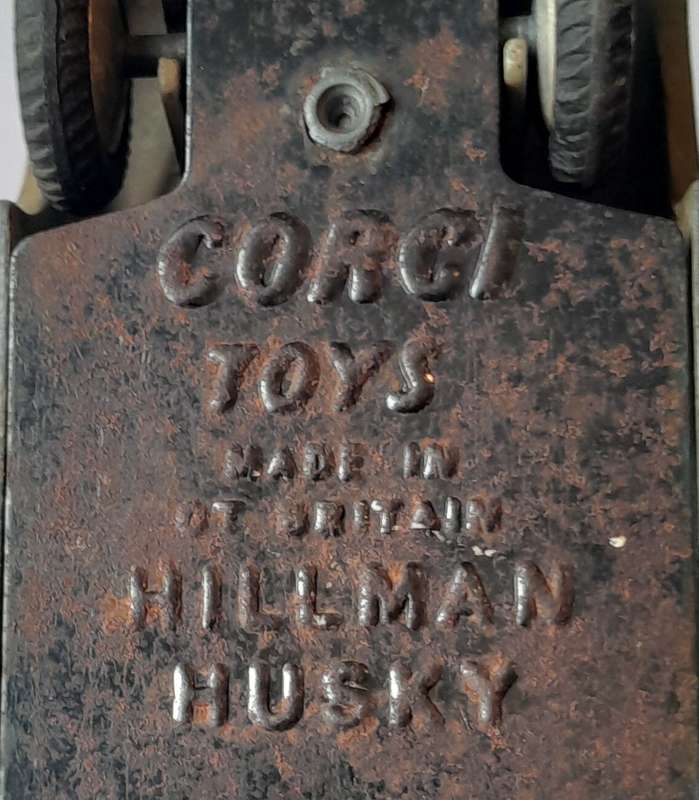 CORGI
TOYS
MADE IN
GT BRITAIN
HILLMAN
HUSKY